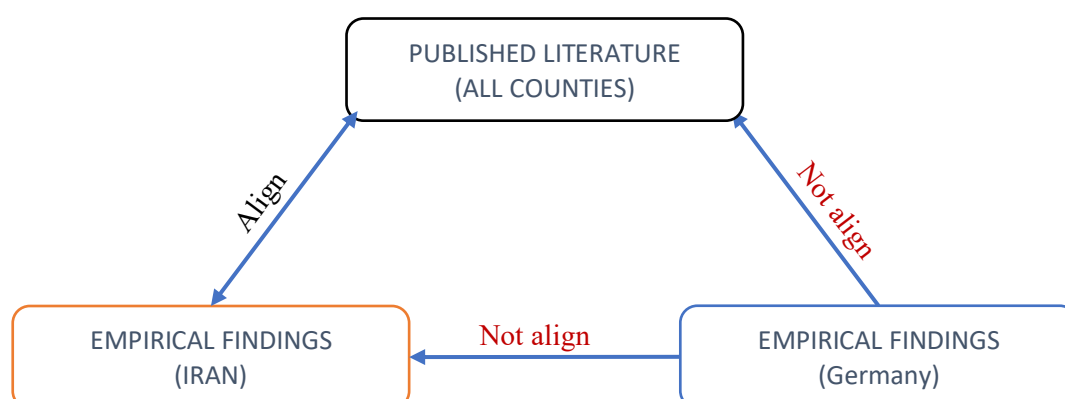 PUBLISHED LITERATURE
(ALL COUNTIES)
Align
Not align
EMPIRICAL FINDINGS
(IRAN)
Not align
EMPIRICAL FINDINGS
(Germany)